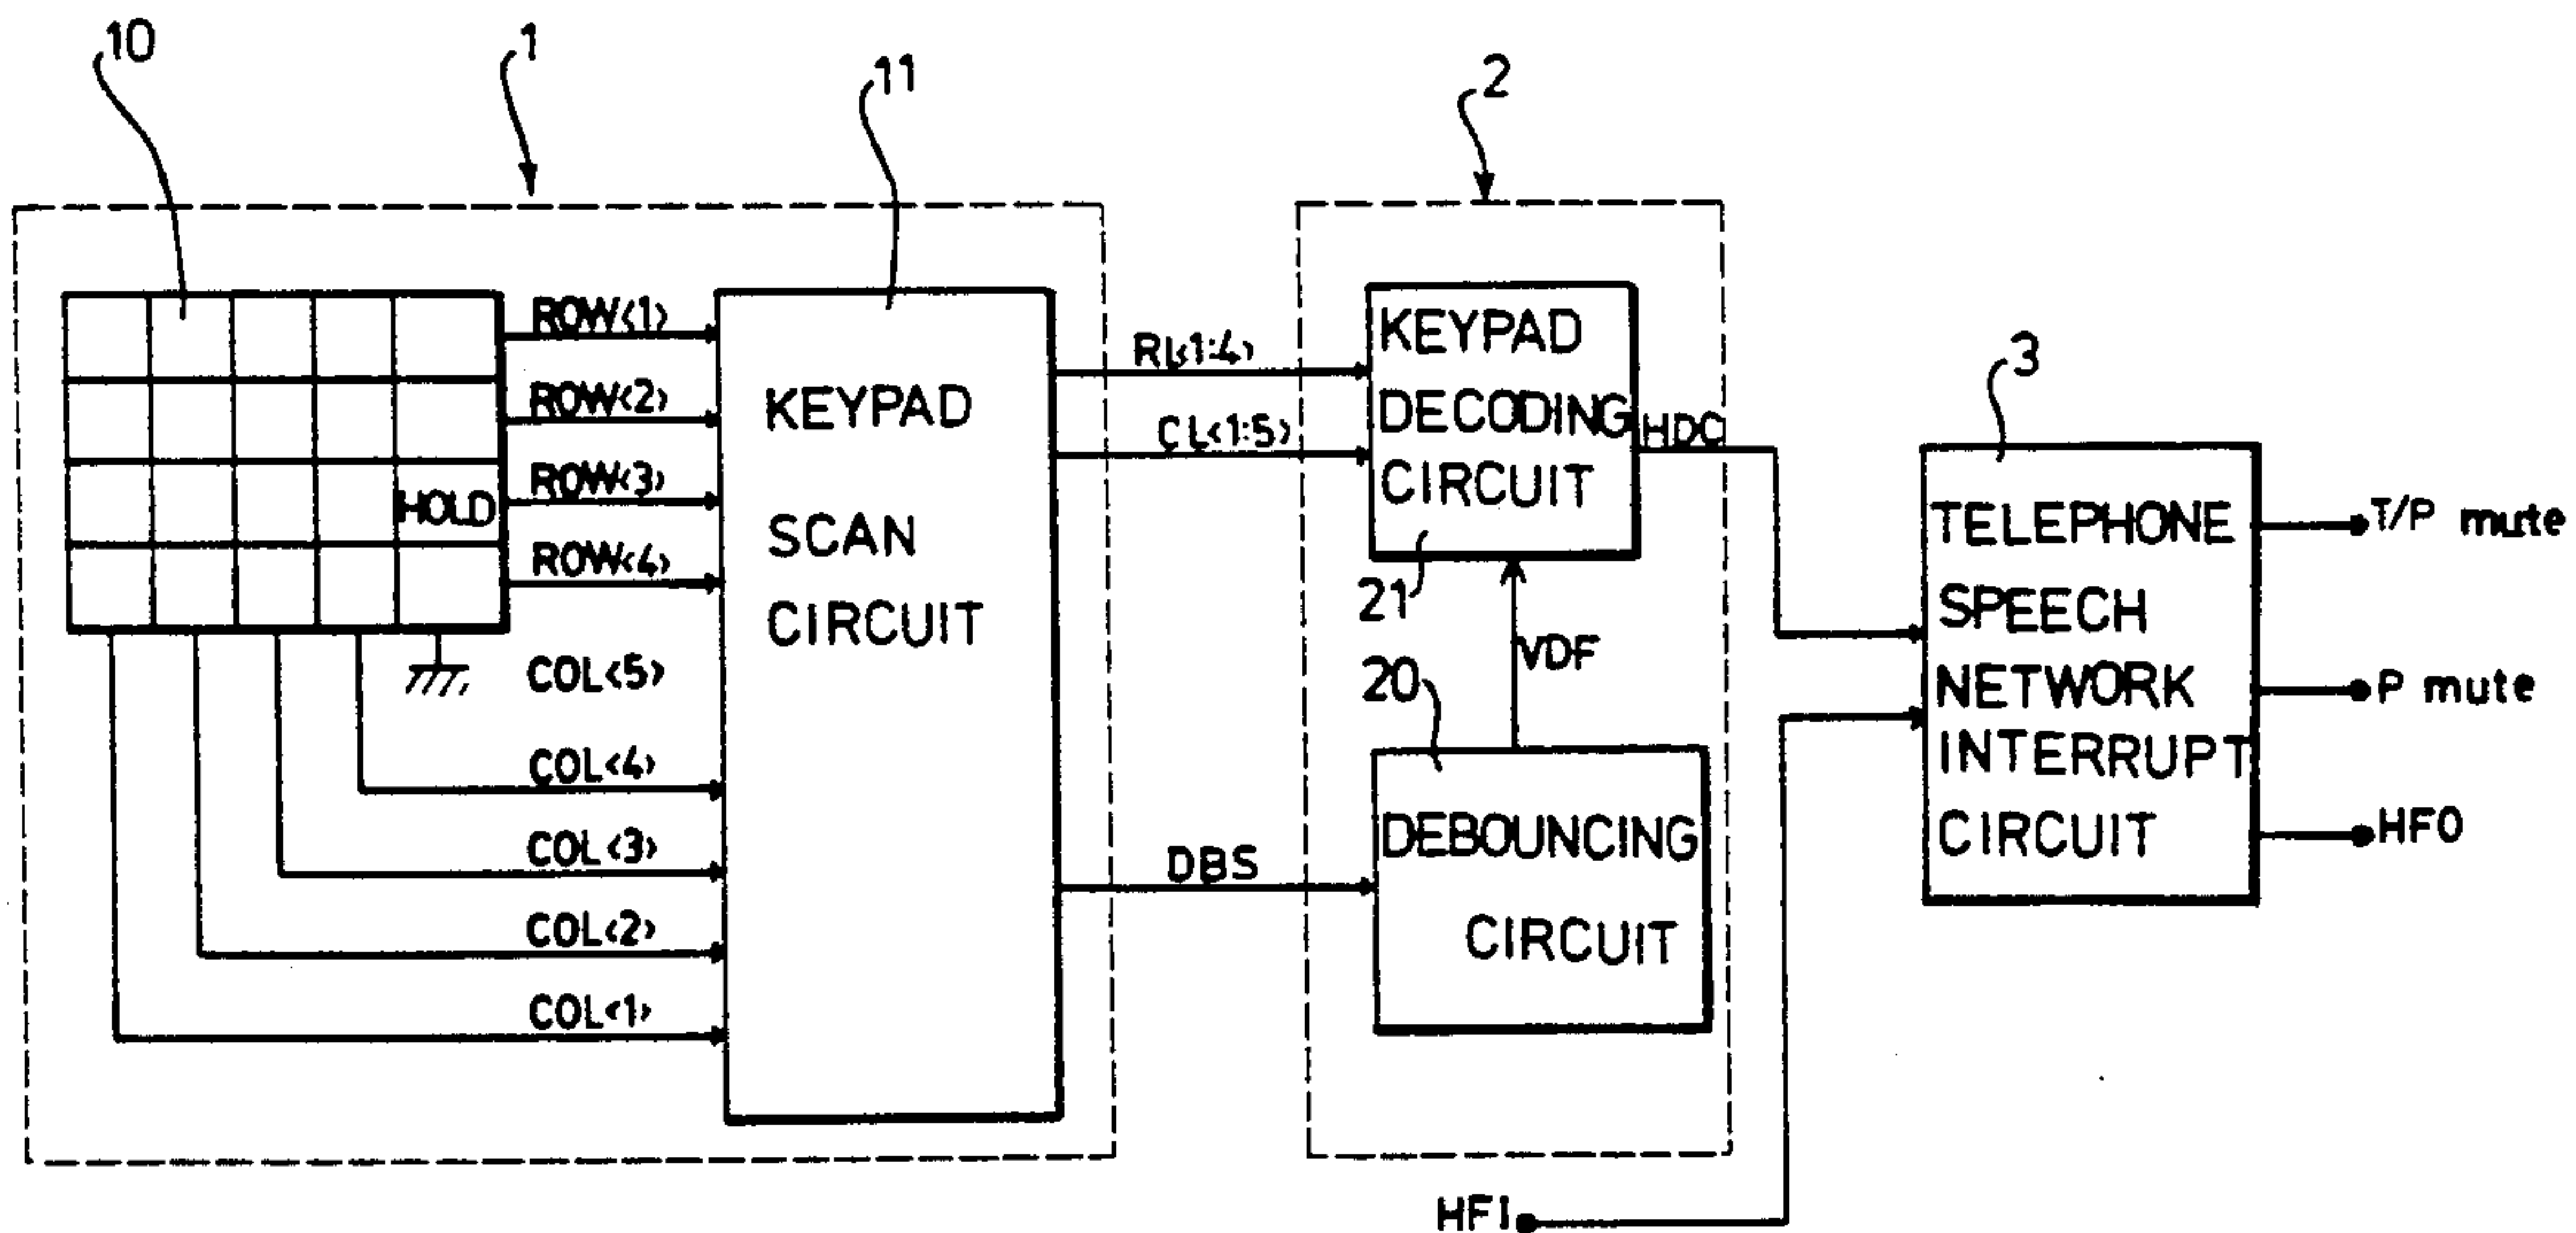 10
1
11
2
3
ROW<1>
ROW<2>
ROW<3>
ROW<4>
HOLD
COL<5>
COL<4>
COL<3>
COL<2>
COL<1>
KEYPAD
SCAN
CIRCUIT
RL<1:4>
CL<1:5>
DBS
KEYPAD
DECODING
CIRCUIT
21
HDC
VDF
20
DEBOUNCING
CIRCUIT
HFI
TELEPHONE
SPEECH
NETWORK
INTERRUPT
CIRCUIT
T/P mute
P mute
HFO